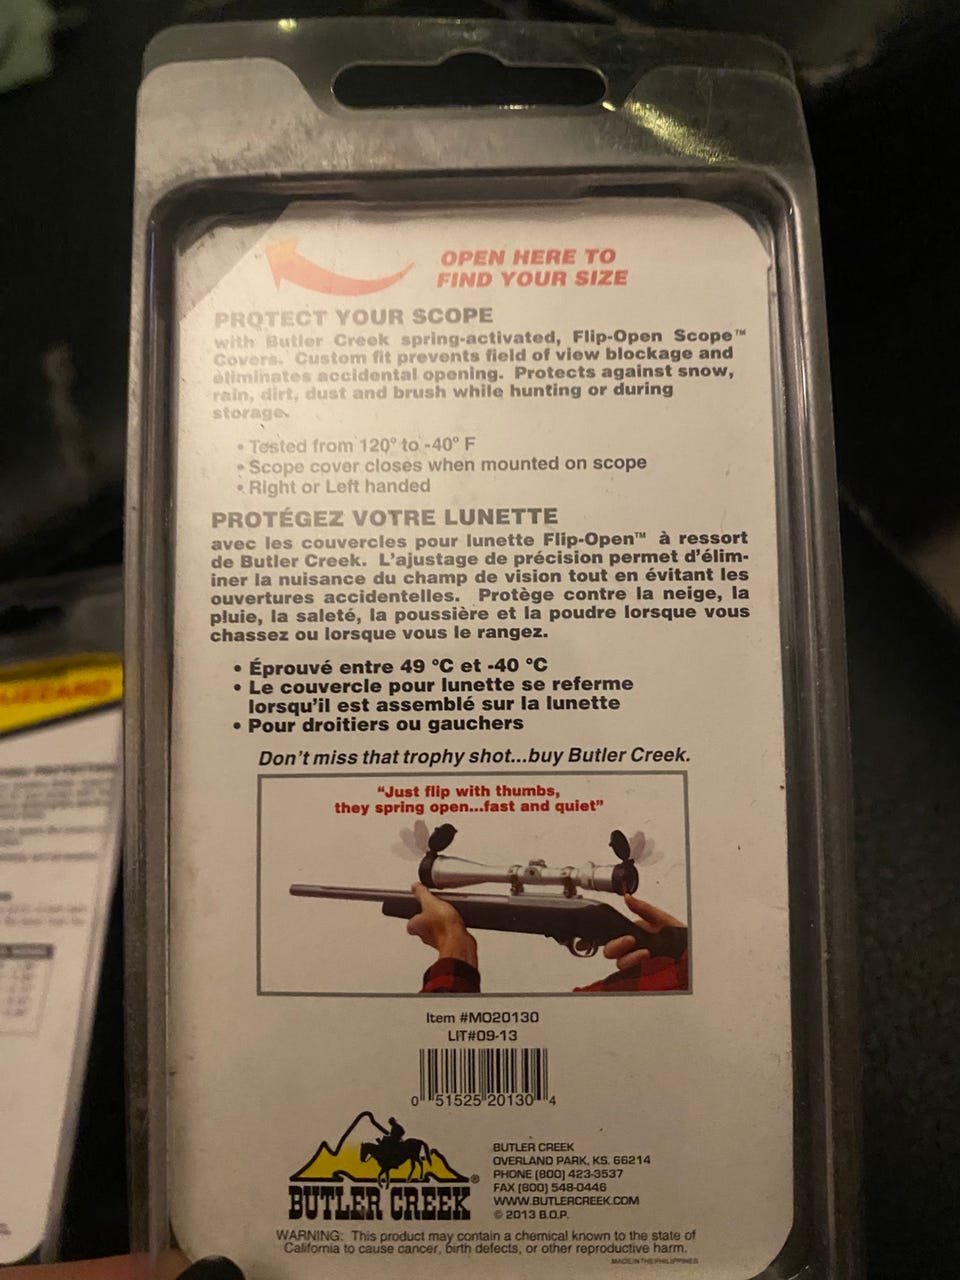 OPEN HERE TO
FIND YOUR SIZE
PROTECT YOUR SCOPE
with Butler Creek spring-activated, Flip-Open Scope™
Covers. Custom fit prevents field of view blockage and
eliminates accidental opening. Protects against snow,
rain, dirt, dust and brush while hunting or during
storage.
• Tested from 120° to -40° F
• Scope cover closes when mounted on scope
• Right or Left handed
PROTÉGEZ VOTRE LUNETTE
avec les couvercles pour lunette Flip-Open™ à ressort
de Butler Creek. L'ajustage de précision permet d'élim-
iner la nuisance du champ de vision tout en évitant les
ouvertures accidentelles. Protège contre la neige, la
pluie, la saleté, la poussière et la poudre lorsque vous
chassez ou lorsque vous le rangez.
• Éprouvé entre 49 °C et -40 °C
• Le couvercle pour lunette se referme
lorsqu'il est assemblé sur la lunette
• Pour droitiers ou gauchers
Don't miss that trophy shot...buy Butler Creek.
"Just flip with thumbs,
they spring open...fast and quiet"
Item #MO20130
LIT#09-13
0 51525 20130 4
BUTLER CREEK®
BUTLER CREEK
OVERLAND PARK, KS. 66214
PHONE (800) 423-3537
FAX (800) 548-0446
WWW.BUTLERCREEK.COM
© 2013 B.O.P.
WARNING: This product may contain a chemical known to the state of
California to cause cancer, birth defects, or other reproductive harm.
MADE IN THE PHILIPPINES